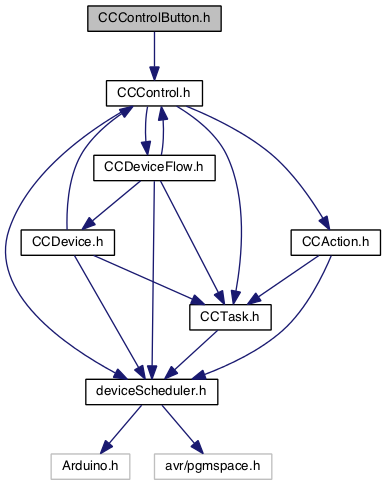 CCControlButton.h
CCControl.h
CCDeviceFlow.h
CCDevice.h
CCAction.h
CCTask.h
deviceScheduler.h
Arduino.h
avr/pgmspace.h